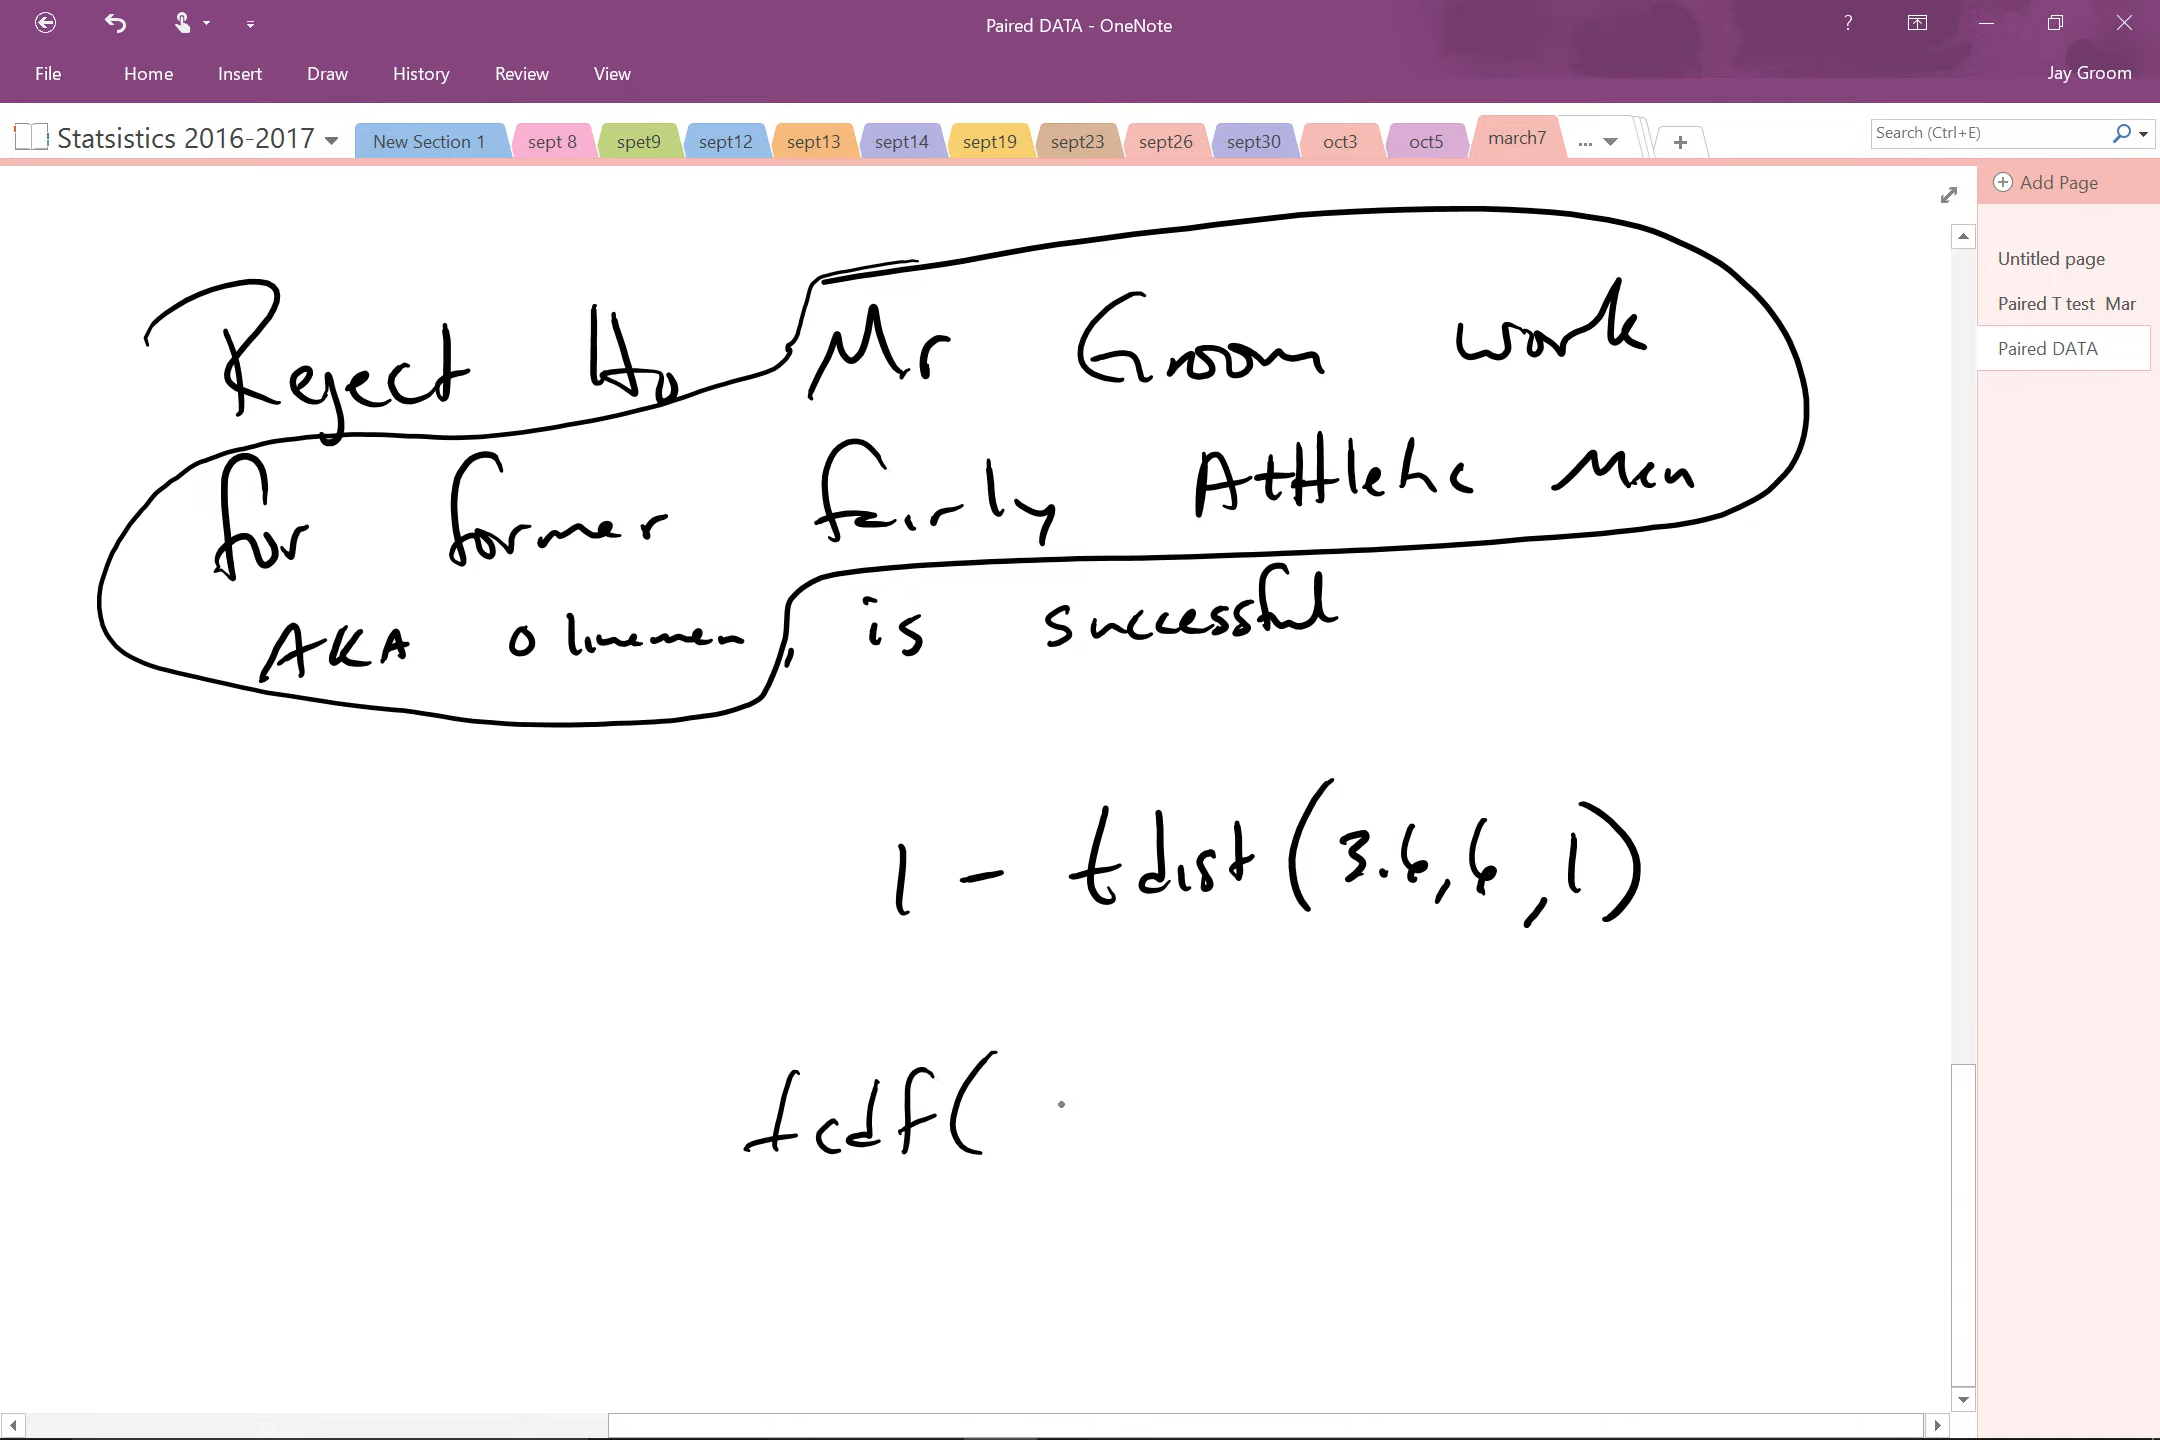 Paired DATA - OneNote
?
File Home Insert Draw History Review View
Jay Groom
Statsistics 2016-2017 New Section 1 sept 8 spet9 sept12 sept13 sept14 sept19 sept23 sept26 sept30 oct3 oct5 march7 ... +
Search (Ctrl+E)
Add Page
Untitled page
Paired T test Mar
Paired DATA
Reject Ho Mr Groom work
for former fairly Athletic Men
AKA o linemen, is successful
1 - tdist(3.6,6,1)
tcdf(